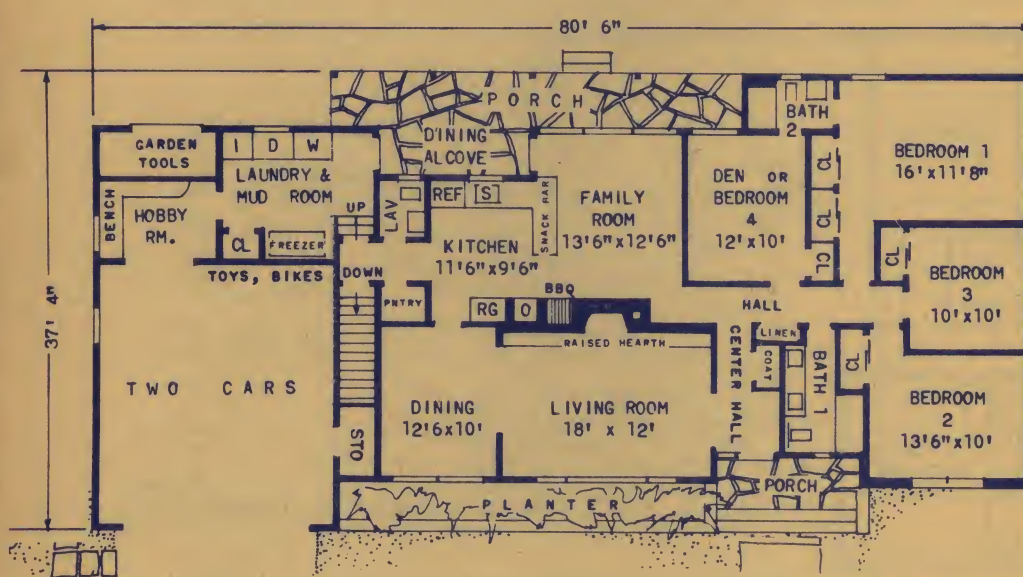 80' 6"
37' 4"
PORCH
GARDEN
TOOLS
I D W
LAUNDRY &
MUD ROOM
DINING
ALCOVE
BATH
2
BENCH
HOBBY
RM.
CL
FREEZER
UP
LAV
REF S
SNACK BAR
KITCHEN
11'6"x9'6"
FAMILY
ROOM
13'6"x12'6"
DEN OR
BEDROOM
4
12'x10'
CL
CL
CL
BEDROOM 1
16'x11'8"
CL
BEDROOM
3
10'x10'
TOYS, BIKES
DOWN
PNTRY
RG O
BBQ
RAISED HEARTH
HALL
LINEN
CENTER HALL
COAT
BATH 1
CL
BEDROOM
2
13'6"x10'
TWO CARS
STO
DINING
12'6x10'
LIVING ROOM
18' x 12'
PLANTER
PORCH